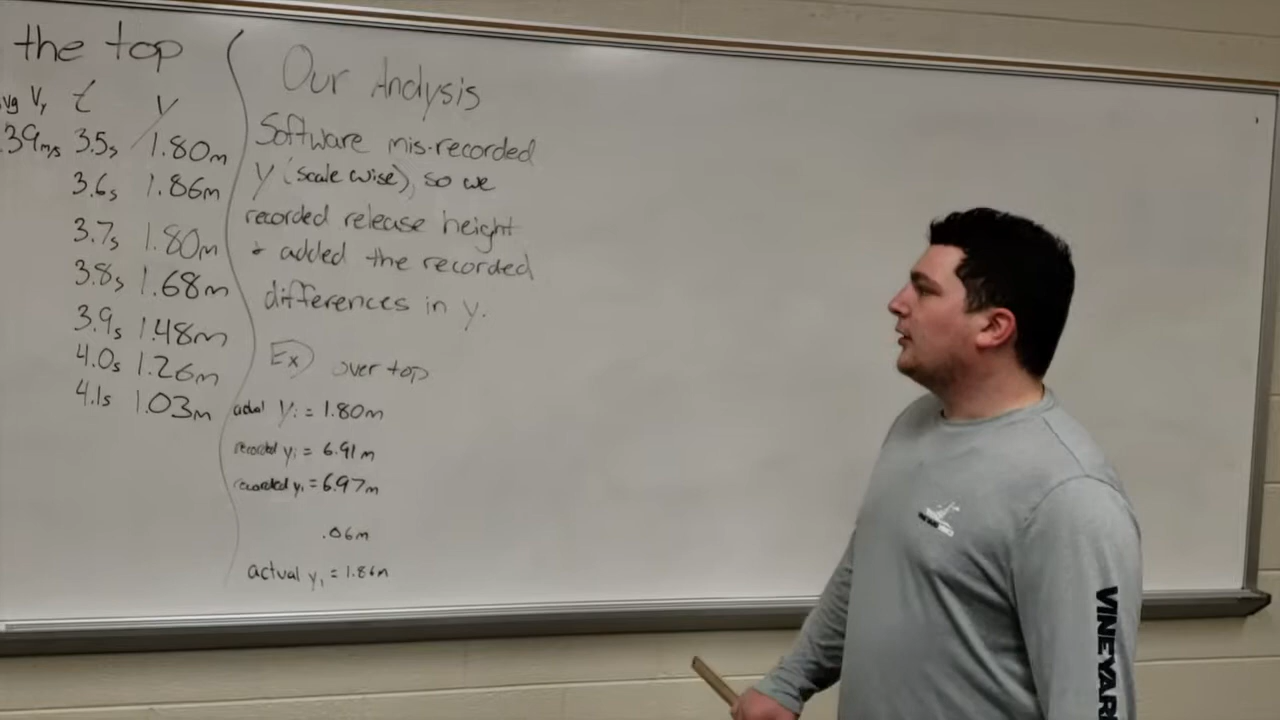 the top
vg Vy t y
.39m/s 3.5s 1.80m
3.6s 1.86m
3.7s 1.80m
3.8s 1.68m
3.9s 1.48m
4.0s 1.26m
4.1s 1.03m
Our Analysis
Software mis-recorded
y (scale wise), so we
recorded release height
+ added the recorded
differences in y.
Ex) over top
actual yi = 1.80m
recorded yi = 6.91m
recorded y1 = 6.97m
.06m
actual y1 = 1.86m
VINEYAR